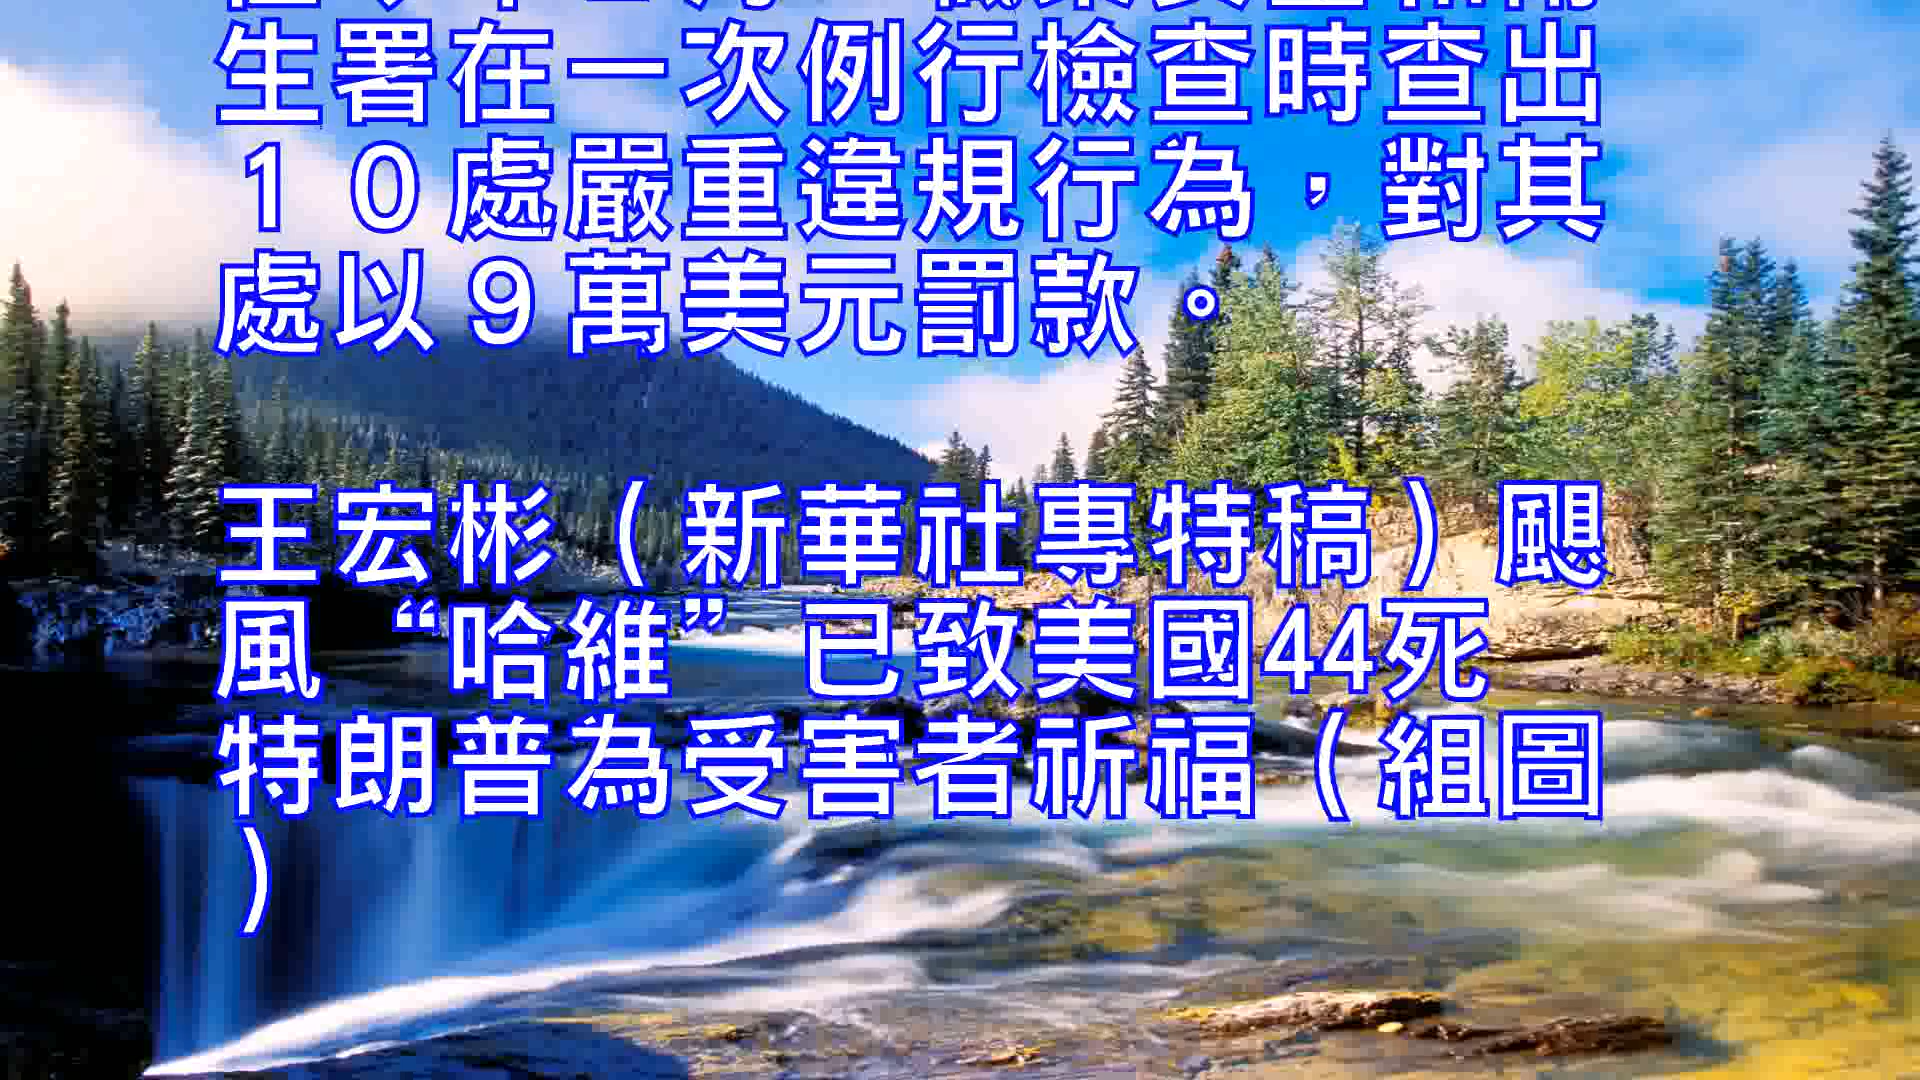 生署在一次例行檢查時查出
１０處嚴重違規行為，對其
處以９萬美元罰款。
王宏彬（新華社專特稿）颶
風“哈維”已致美國44死
特朗普為受害者祈福（組圖
）